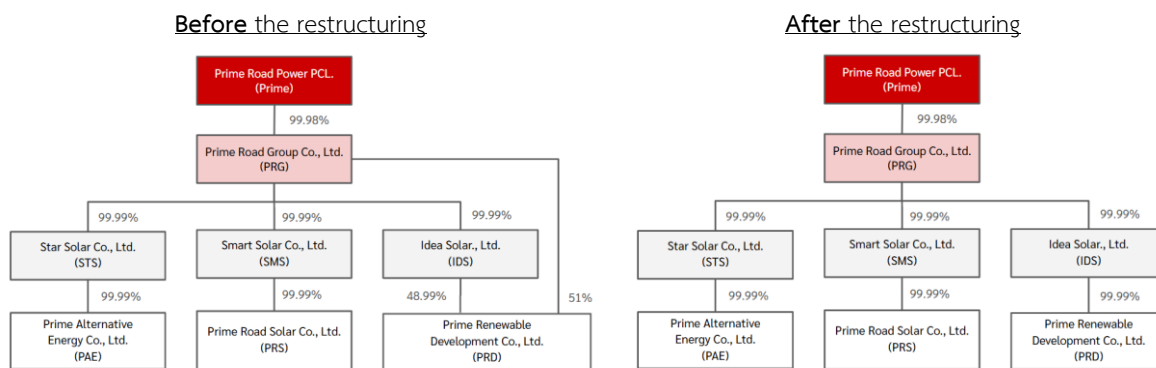 Before the restructuring
Prime Road Power PCL.
(Prime)
99.98%
Prime Road Group Co., Ltd.
(PRG)
99.99%
99.99%
99.99%
Star Solar Co., Ltd.
(STS)
Smart Solar Co., Ltd.
(SMS)
Idea Solar., Ltd.
(IDS)
99.99%
99.99%
48.99%
51%
Prime Alternative
Energy Co., Ltd.
(PAE)
Prime Road Solar Co., Ltd.
(PRS)
Prime Renewable
Development Co., Ltd.
(PRD)
After the restructuring
Prime Road Power PCL.
(Prime)
99.98%
Prime Road Group Co., Ltd.
(PRG)
99.99%
99.99%
99.99%
Star Solar Co., Ltd.
(STS)
Smart Solar Co., Ltd.
(SMS)
Idea Solar., Ltd.
(IDS)
99.99%
99.99%
99.99%
Prime Alternative
Energy Co., Ltd.
(PAE)
Prime Road Solar Co., Ltd.
(PRS)
Prime Renewable
Development Co., Ltd.
(PRD)